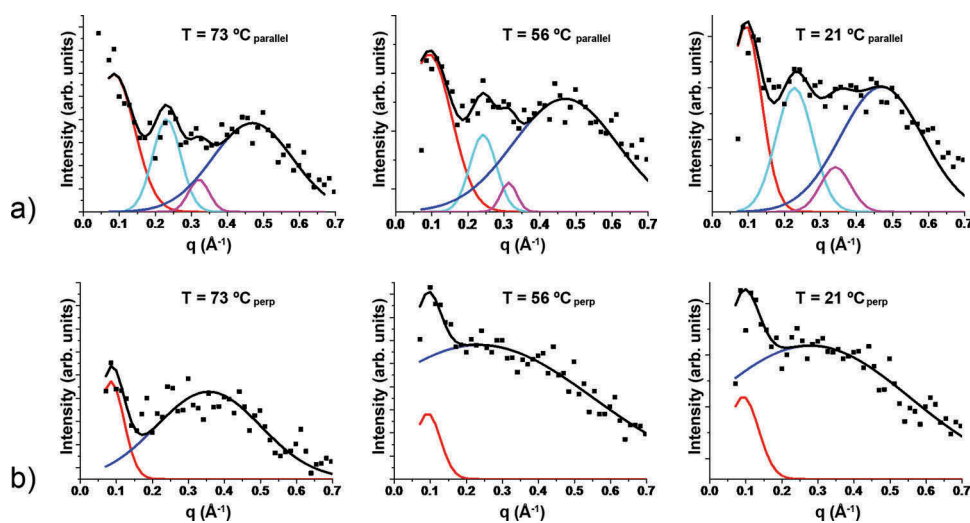 T = 73 ºC parallel
T = 56 ºC parallel
T = 21 ºC parallel
Intensity (arb. units)
Intensity (arb. units)
Intensity (arb. units)
a)
0.0 0.1 0.2 0.3 0.4 0.5 0.6 0.7
0.0 0.1 0.2 0.3 0.4 0.5 0.6 0.7
0.0 0.1 0.2 0.3 0.4 0.5 0.6 0.7
q (Å-1)
q (Å-1)
q (Å-1)
T = 73 ºC perp
T = 56 ºC perp
T = 21 ºC perp
Intensity (arb. units)
Intensity (arb. units)
Intensity (arb. units)
b)
0.0 0.1 0.2 0.3 0.4 0.5 0.6 0.7
0.0 0.1 0.2 0.3 0.4 0.5 0.6 0.7
0.0 0.1 0.2 0.3 0.4 0.5 0.6 0.7
q (Å-1)
q (Å-1)
q (Å-1)